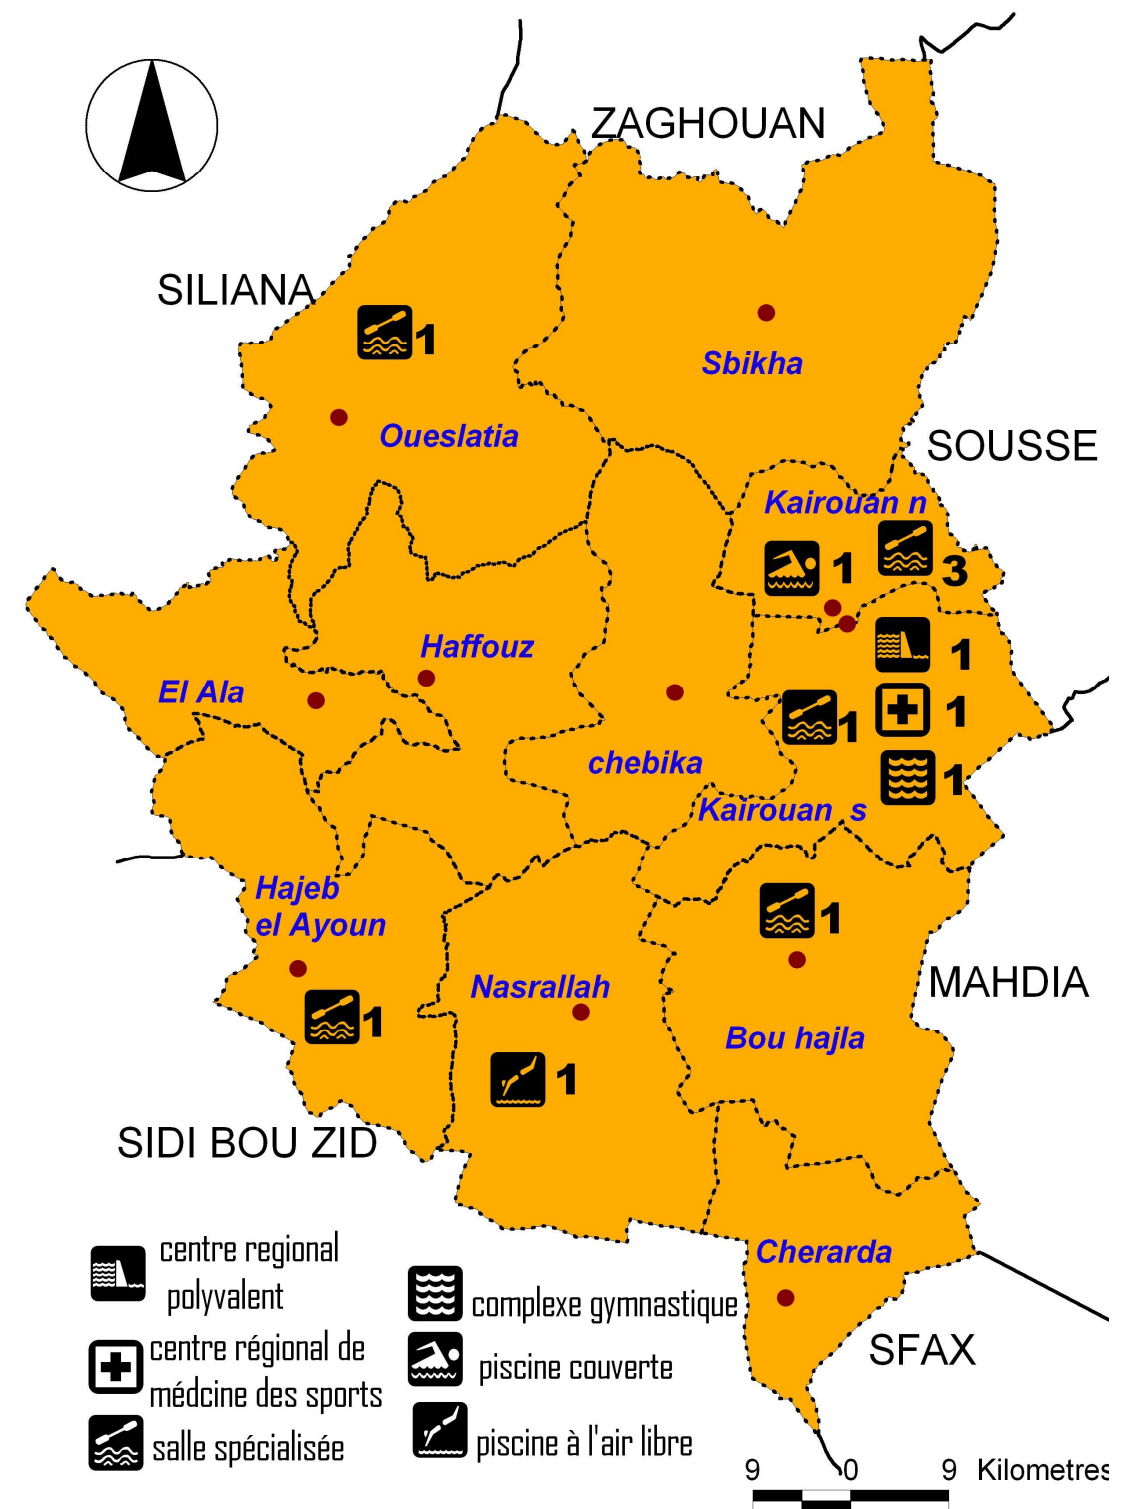 ZAGHOUAN
SILIANA
1
Sbikha
Oueslatia
SOUSSE
Kairouan n
1
3
Haffouz
1
El Ala
1
1
chebika
1
Kairouan s
Hajeb
el Ayoun
1
MAHDIA
Nasrallah
1
Bou hajla
1
SIDI BOU ZID
centre regional
polyvalent
Cherarda
complexe gymnastique
centre régional de
médcine des sports
SFAX
piscine couverte
salle spécialisée
piscine à l'air libre
9 0 9 Kilometres